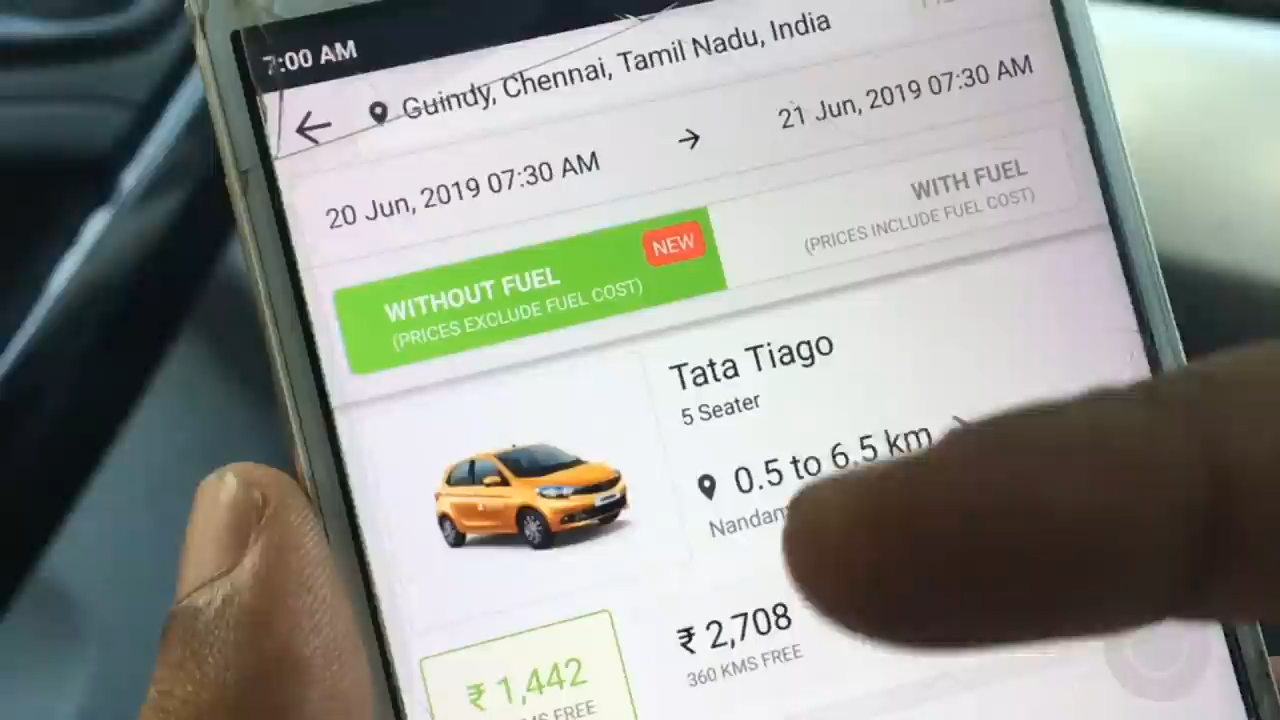 7:00 AM
Guindy, Chennai, Tamil Nadu, India
20 Jun, 2019 07:30 AM
21 Jun, 2019 07:30 AM
WITHOUT FUEL
(PRICES EXCLUDE FUEL COST)
NEW
WITH FUEL
(PRICES INCLUDE FUEL COST)
Tata Tiago
5 Seater
0.5 to 6.5 km
₹ 2,708
360 KMS FREE
₹ 1,442
FREE